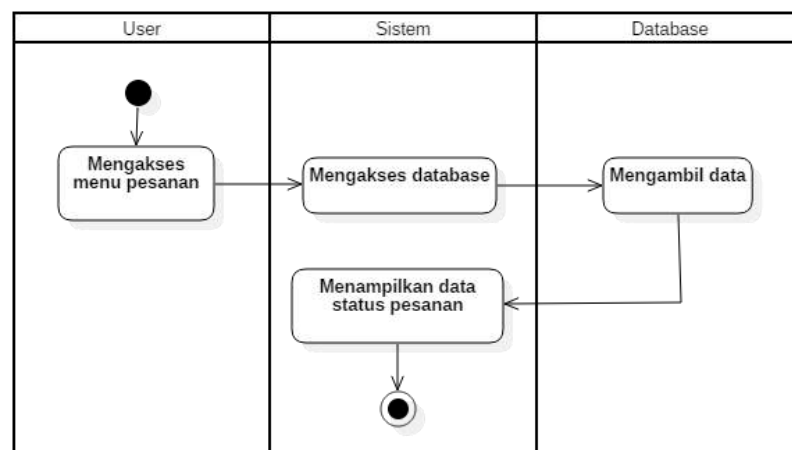 User
Sistem
Database
Mengakses
menu pesanan
Mengakses database
Mengambil data
Menampilkan data
status pesanan